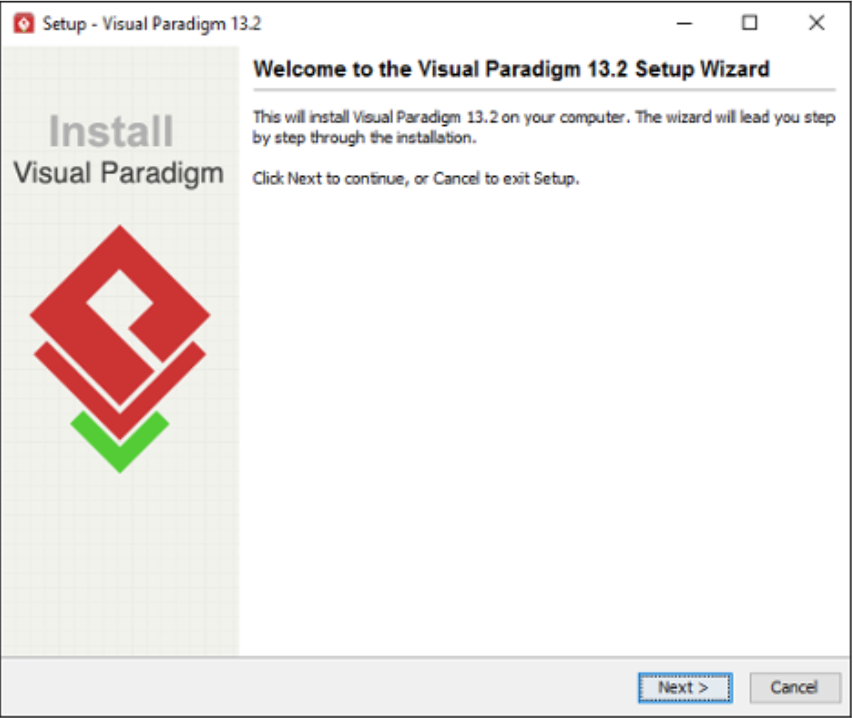 Setup - Visual Paradigm 13.2
Install
Visual Paradigm
Welcome to the Visual Paradigm 13.2 Setup Wizard
This will install Visual Paradigm 13.2 on your computer. The wizard will lead you step
by step through the installation.
Click Next to continue, or Cancel to exit Setup.
Next >
Cancel